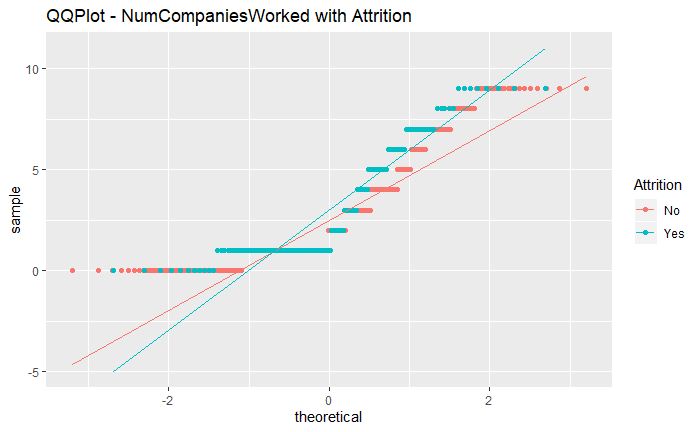 QQPlot - NumCompaniesWorked with Attrition
10
5
0
-5
sample
-2
0
2
theoretical
Attrition
No
Yes